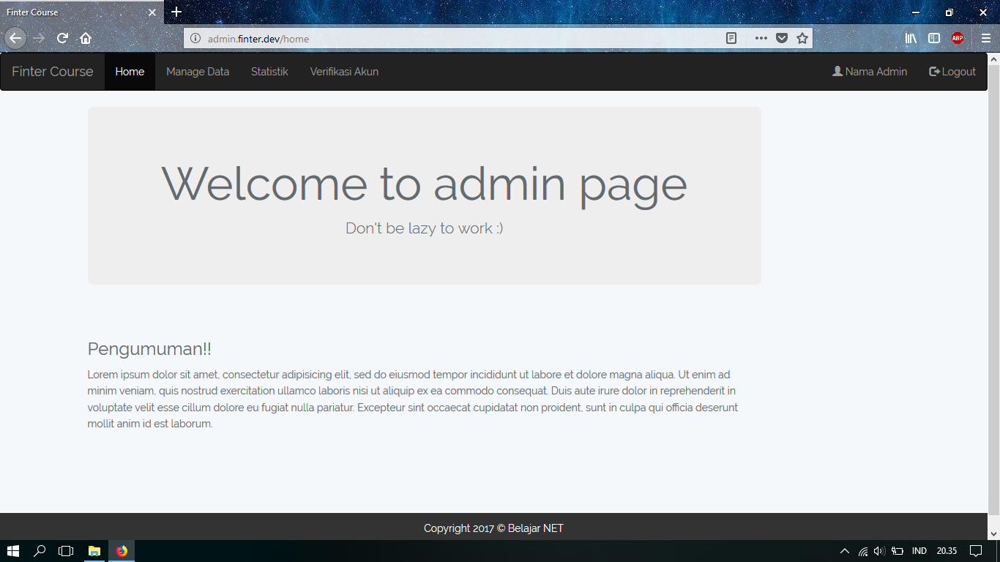 Finter Course
admin.finter.dev/home
ABP
Finter Course Home Manage Data Statistik Verifikasi Akun Nama Admin Logout
Welcome to admin page
Don't be lazy to work :)
Pengumuman!!
Lorem ipsum dolor sit amet, consectetur adipisicing elit, sed do eiusmod tempor incididunt ut labore et dolore magna aliqua. Ut enim ad
minim veniam, quis nostrud exercitation ullamco laboris nisi ut aliquip ex ea commodo consequat. Duis aute irure dolor in reprehenderit in
voluptate velit esse cillum dolore eu fugiat nulla pariatur. Excepteur sint occaecat cupidatat non proident, sunt in culpa qui officia deserunt
mollit anim id est laborum.
Copyright 2017 © Belajar NET
IND 20.35